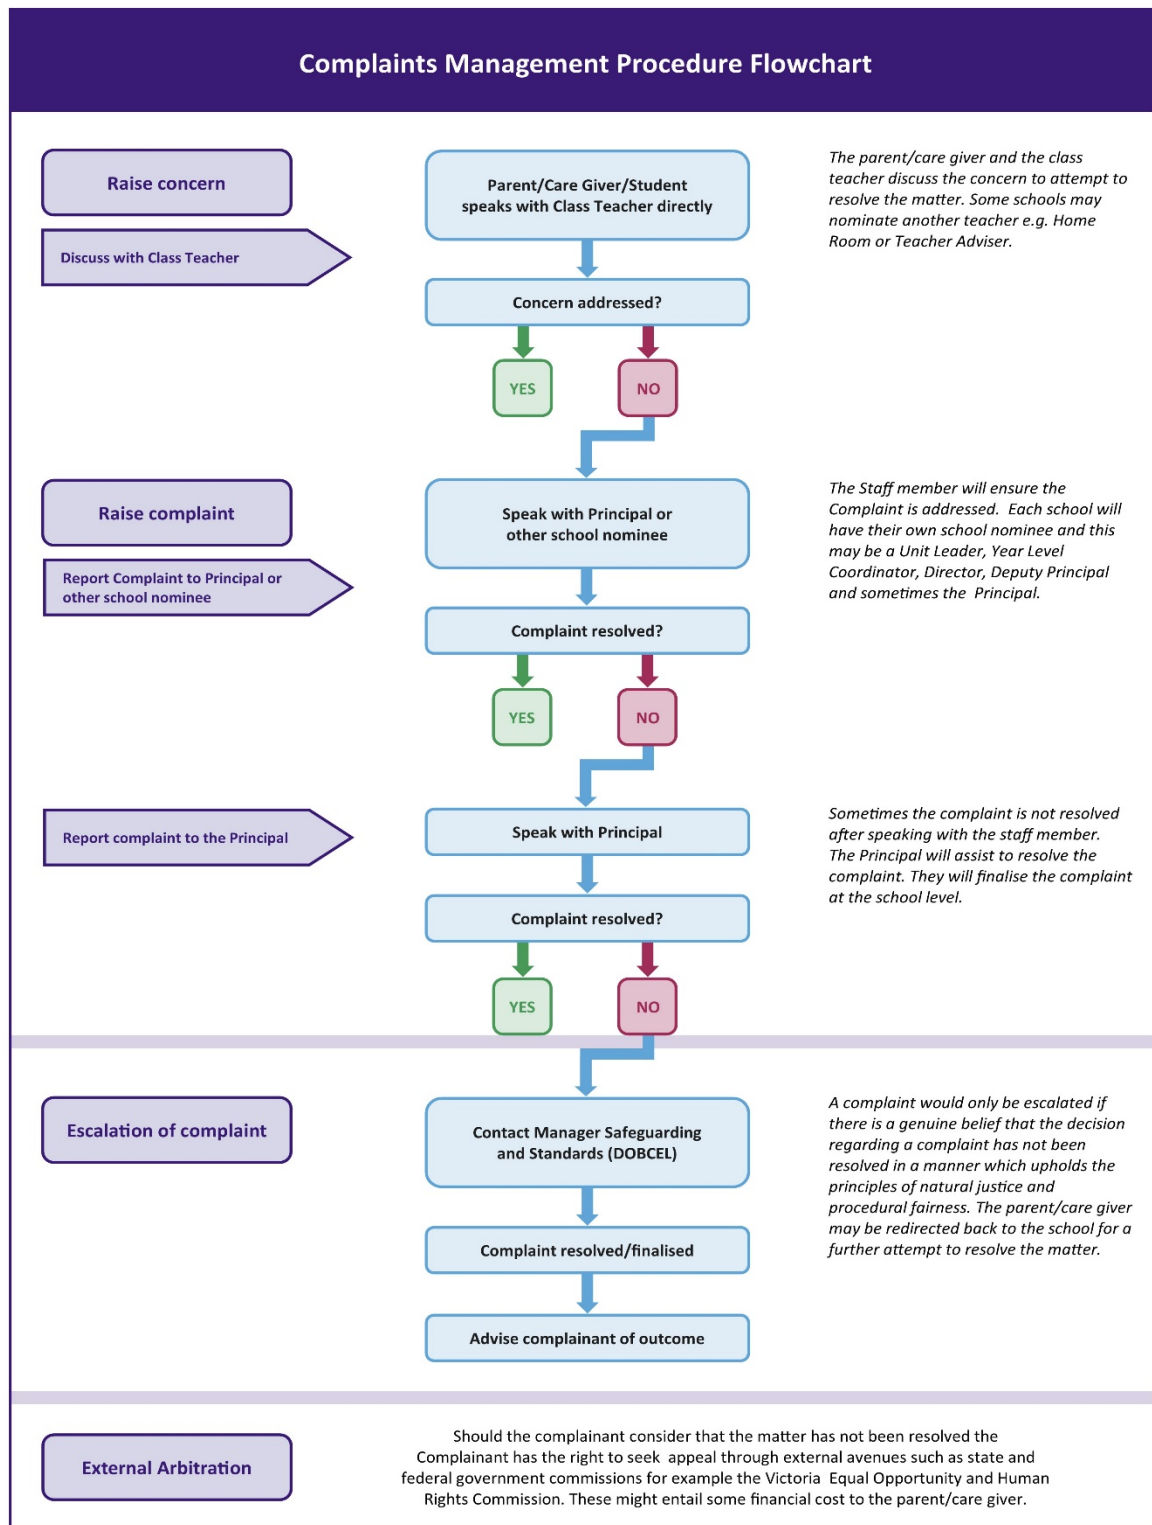 Complaints Management Procedure Flowchart
Raise concern
Discuss with Class Teacher
Parent/Care Giver/Student
speaks with Class Teacher directly
The parent/care giver and the class
teacher discuss the concern to attempt to
resolve the matter. Some schools may
nominate another teacher e.g. Home
Room or Teacher Adviser.
Concern addressed?
YES
NO
Raise complaint
Report Complaint to Principal or
other school nominee
Speak with Principal or
other school nominee
The Staff member will ensure the
Complaint is addressed.  Each school will
have their own school nominee and this
may be a Unit Leader, Year Level
Coordinator, Director, Deputy Principal
and sometimes the  Principal.
Complaint resolved?
YES
NO
Report complaint to the Principal
Speak with Principal
Sometimes the complaint is not resolved
after speaking with the staff member.
The Principal will assist to resolve the
complaint. They will finalise the complaint
at the school level.
Complaint resolved?
YES
NO
Escalation of complaint
Contact Manager Safeguarding
and Standards (DOBCEL)
A complaint would only be escalated if
there is a genuine belief that the decision
regarding a complaint has not been
resolved in a manner which upholds the
principles of natural justice and
procedural fairness. The parent/care giver
may be redirected back to the school for a
further attempt to resolve the matter.
Complaint resolved/finalised
Advise complainant of outcome
External Arbitration
Should the complainant consider that the matter has not been resolved the
Complainant has the right to seek  appeal through external avenues such as state and
federal government commissions for example the Victoria  Equal Opportunity and Human
Rights Commission. These might entail some financial cost to the parent/care giver.